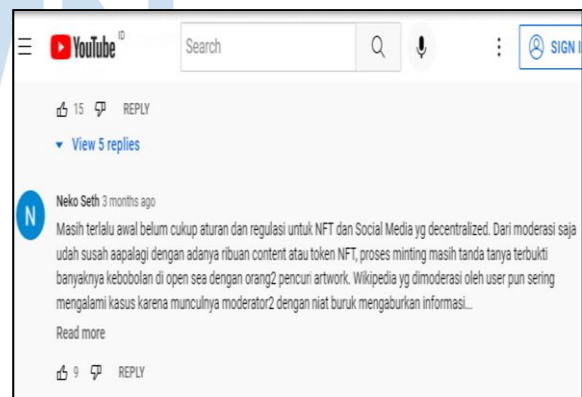 YouTube ID
Search
SIGN I
15 REPLY
View 5 replies
N
Neko Seth 3 months ago
Masih terlalu awal belum cukup aturan dan regulasi untuk NFT dan Social Media yg decentralized. Dari moderasi saja
udah susah aapalagi dengan adanya ribuan content atau token NFT, proses minting masih tanda tanya terbukti
banyaknya kebobolan di open sea dengan orang2 pencuri artwork. Wikipedia yg dimoderasi oleh user pun sering
mengalami kasus karena munculnya moderator2 dengan niat buruk mengaburkan informasi...
Read more
9 REPLY